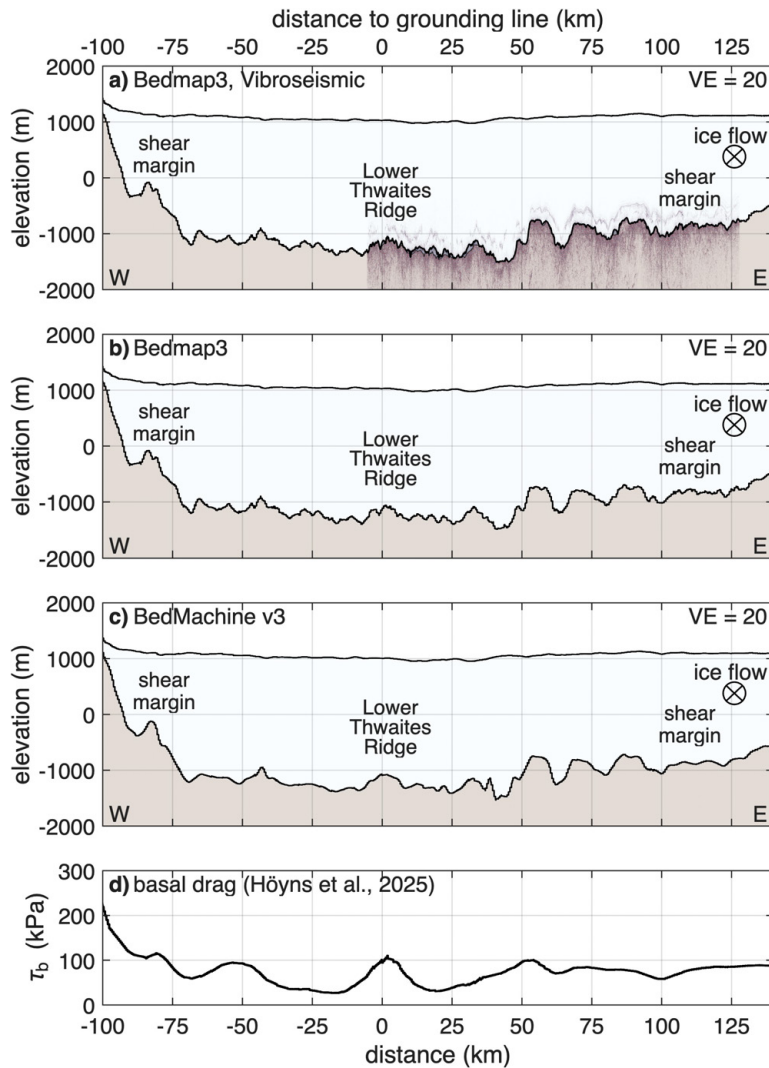 distance to grounding line (km)
-100 -75 -50 -25 0 25 50 75 100 125
a) Bedmap3, Vibroseismic VE = 20
elevation (m)
2000
1000
0
-1000
-2000
shear
margin
Lower
Thwaites
Ridge
ice flow
shear
margin
W E
b) Bedmap3 VE = 20
elevation (m)
2000
1000
0
-1000
-2000
shear
margin
Lower
Thwaites
Ridge
ice flow
shear
margin
W E
c) BedMachine v3 VE = 20
elevation (m)
2000
1000
0
-1000
-2000
shear
margin
Lower
Thwaites
Ridge
ice flow
shear
margin
W E
d) basal drag (Höyns et al., 2025)
τb (kPa)
300
200
100
0
-100 -75 -50 -25 0 25 50 75 100 125
distance (km)